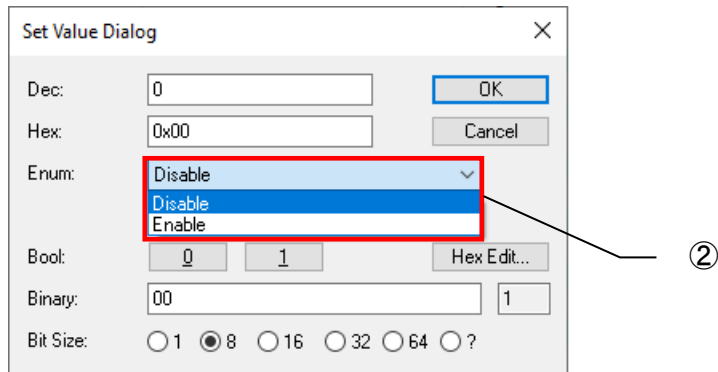 Set Value Dialog
Dec: 0 OK
Hex: 0x00 Cancel
Enum: Disable
Disable
Enable
②
Bool: 0 1 Hex Edit...
Binary: 00 1
Bit Size: 1 8 16 32 64 ?